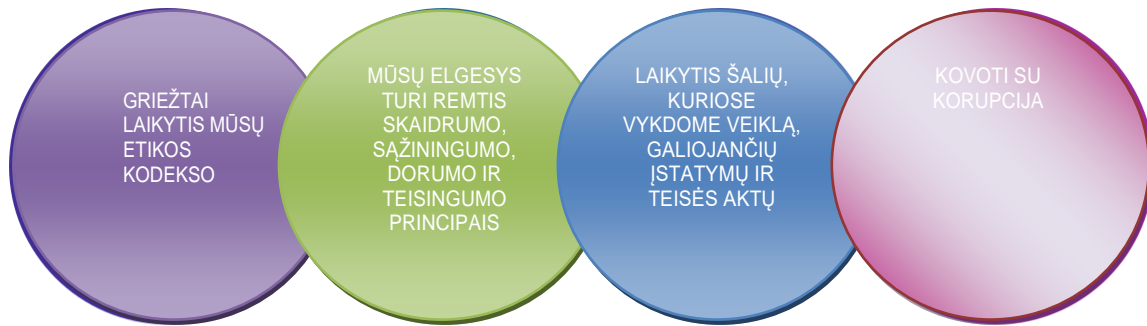 GRIEŽTAI
LAIKYTIS MŪSŲ
ETIKOS
KODEKSO
MŪSŲ ELGESYS
TURI REMTIS
SKAIDRUMO,
SĄŽININGUMO,
DORUMO IR
TEISINGUMO
PRINCIPAIS
LAIKYTIS ŠALIŲ,
KURIOSE
VYKDOME VEIKLĄ,
GALIOJANČIŲ
ĮSTATYMŲ IR
TEISĖS AKTŲ
KOVOTI SU
KORUPCIJA